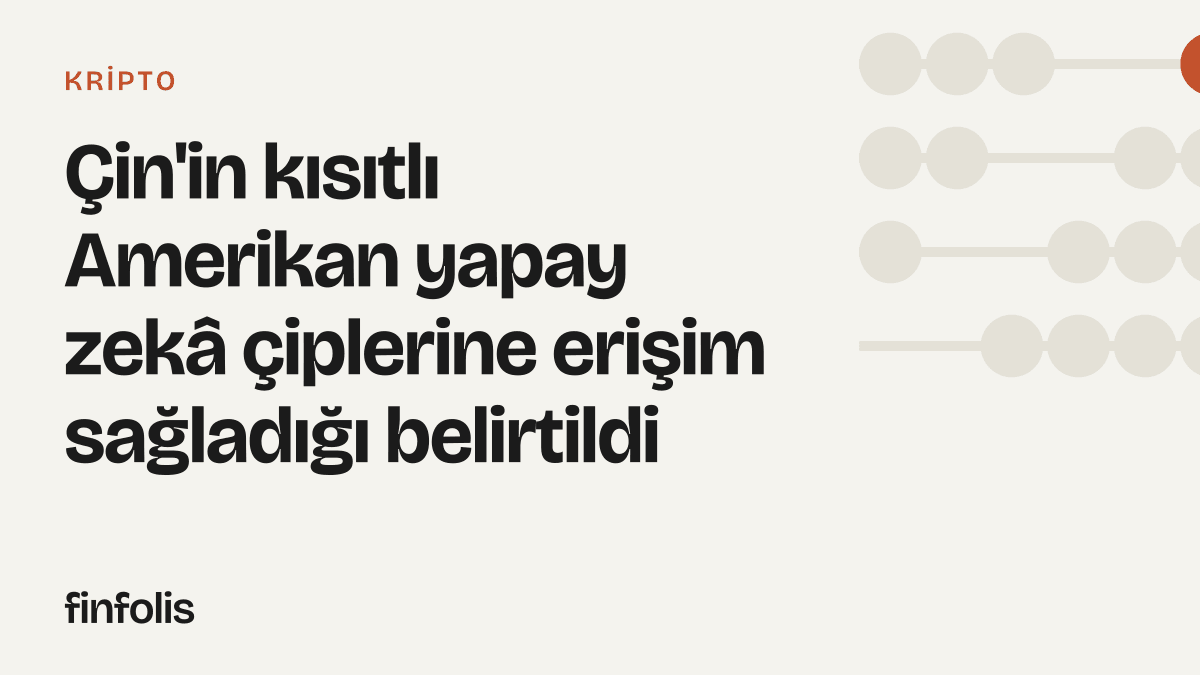 KRİPTO
Çin'in kısıtlı
Amerikan yapay
zekâ çiplerine erişim
sağladığı belirtildi
finfolis